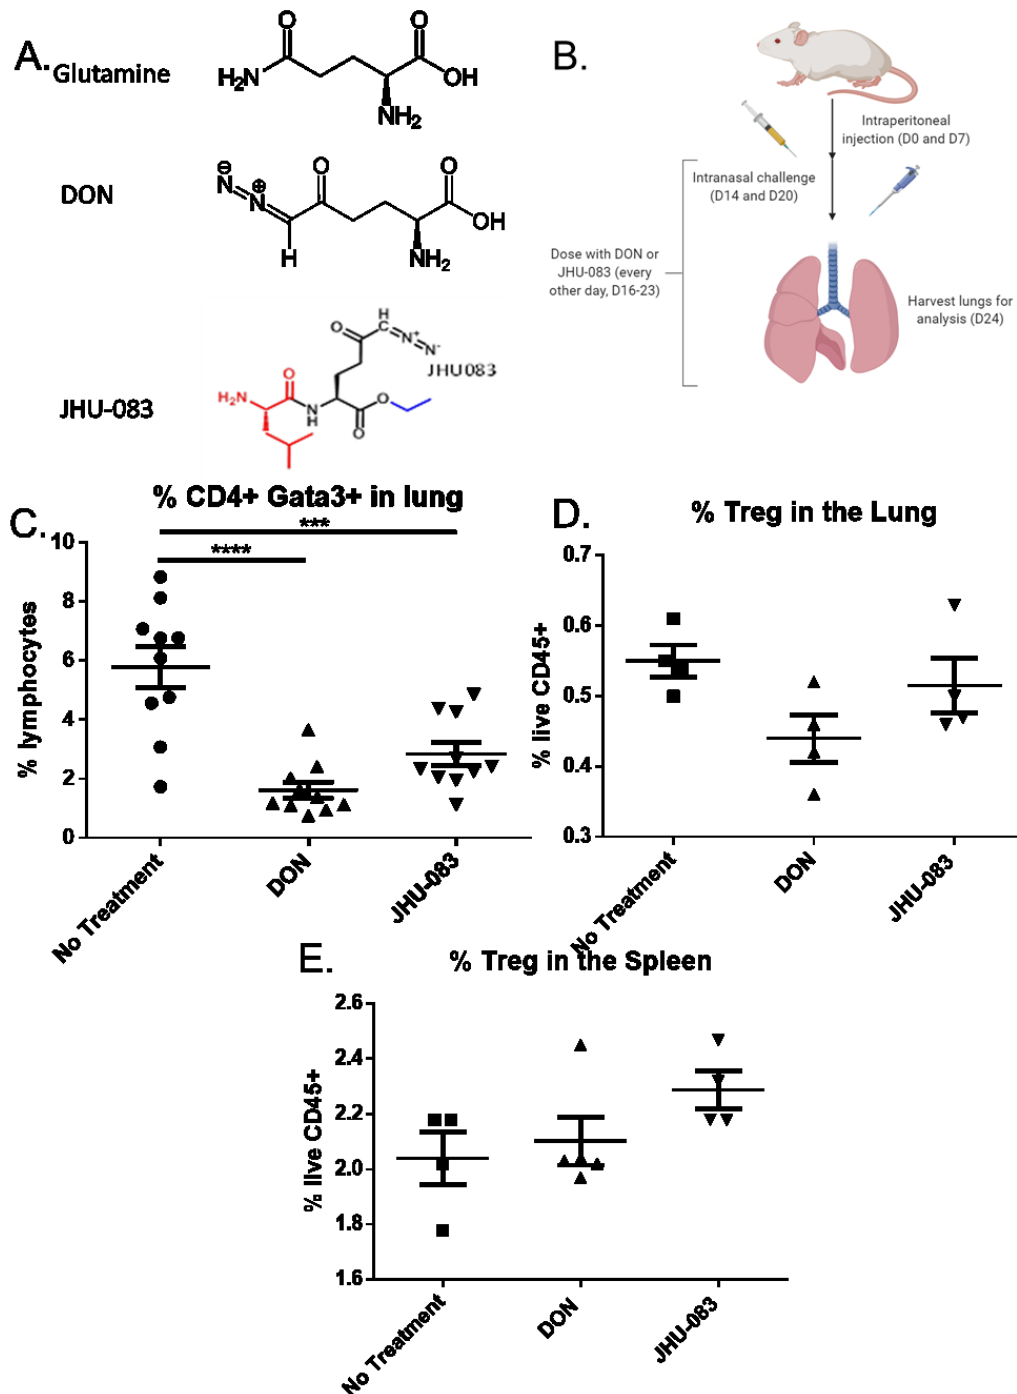 A.
Glutamine
O
O
H₂N
OH
NH₂
DON
N
⊖
N
⊕
O
O
H
OH
NH₂
JHU-083
H
O
C
N⁺
N⁻
JHU083
H₂N
O
N
H
O
O
B.
Intraperitoneal
injection (D0 and D7)
Intranasal challenge
(D14 and D20)
Dose with DON or
JHU-083 (every
other day, D16-23)
Harvest lungs for
analysis (D24)
C.
% CD4+ Gata3+ in lung
***
****
% lymphocytes
10
8
6
4
2
0
No Treatment
DON
JHU-083
D.
% Treg in the Lung
% live CD45+
0.7
0.6
0.5
0.4
0.3
No Treatment
DON
JHU-083
E.
% Treg in the Spleen
% live CD45+
2.6
2.4
2.2
2.0
1.8
1.6
No Treatment
DON
JHU-083